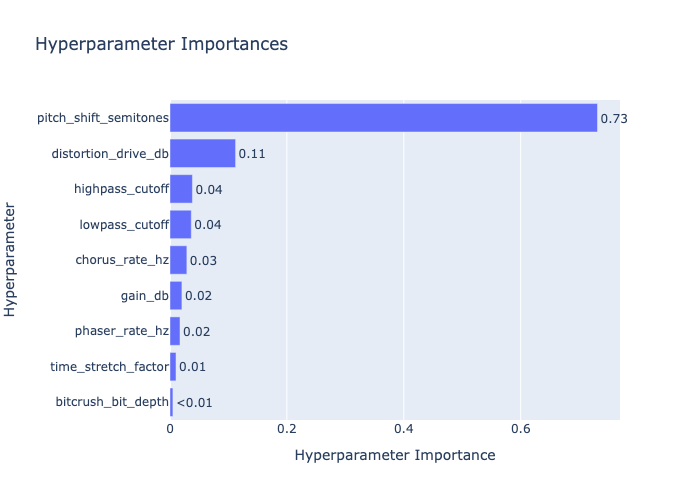 Hyperparameter Importances
Hyperparameter
pitch_shift_semitones 0.73
distortion_drive_db 0.11
highpass_cutoff 0.04
lowpass_cutoff 0.04
chorus_rate_hz 0.03
gain_db 0.02
phaser_rate_hz 0.02
time_stretch_factor 0.01
bitcrush_bit_depth <0.01
0 0.2 0.4 0.6
Hyperparameter Importance